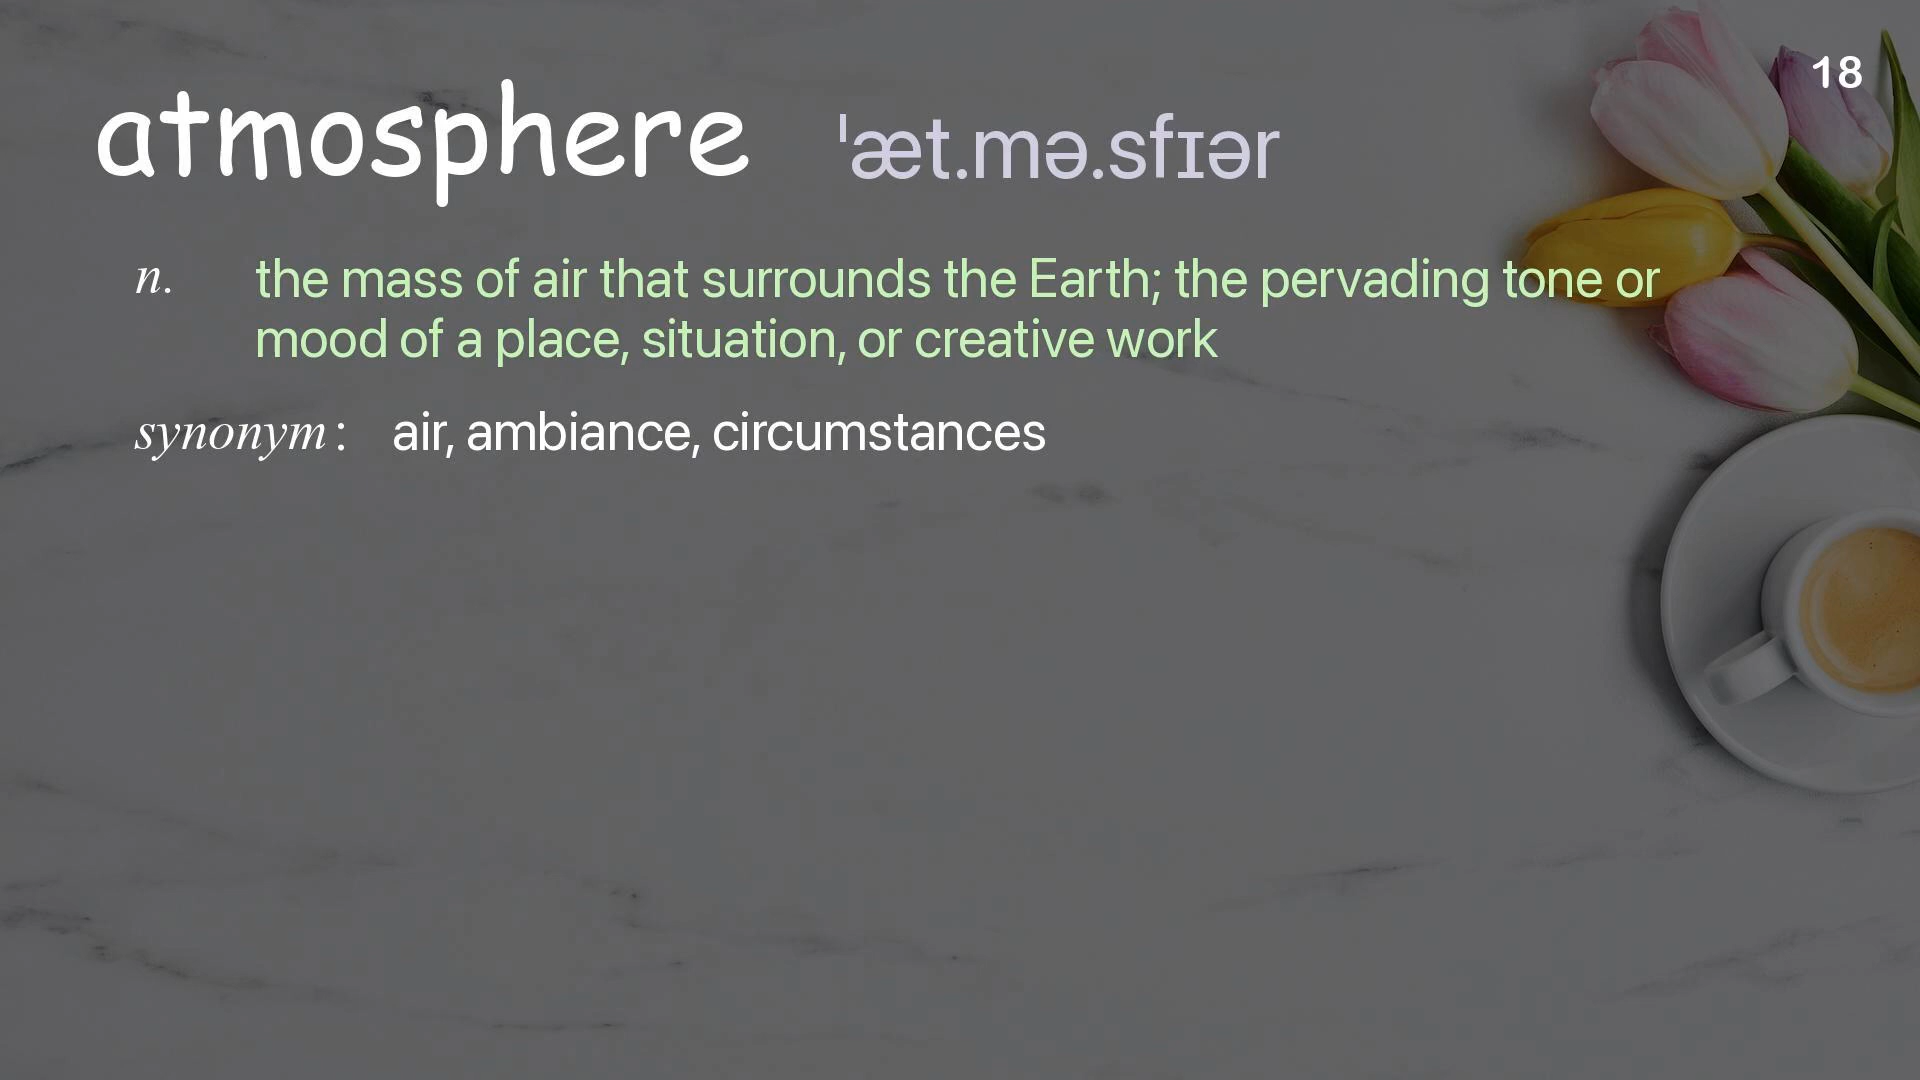 18
atmosphere ˈæt.mə.sfɪər
n. the mass of air that surrounds the Earth; the pervading tone or
mood of a place, situation, or creative work
synonym : air, ambiance, circumstances